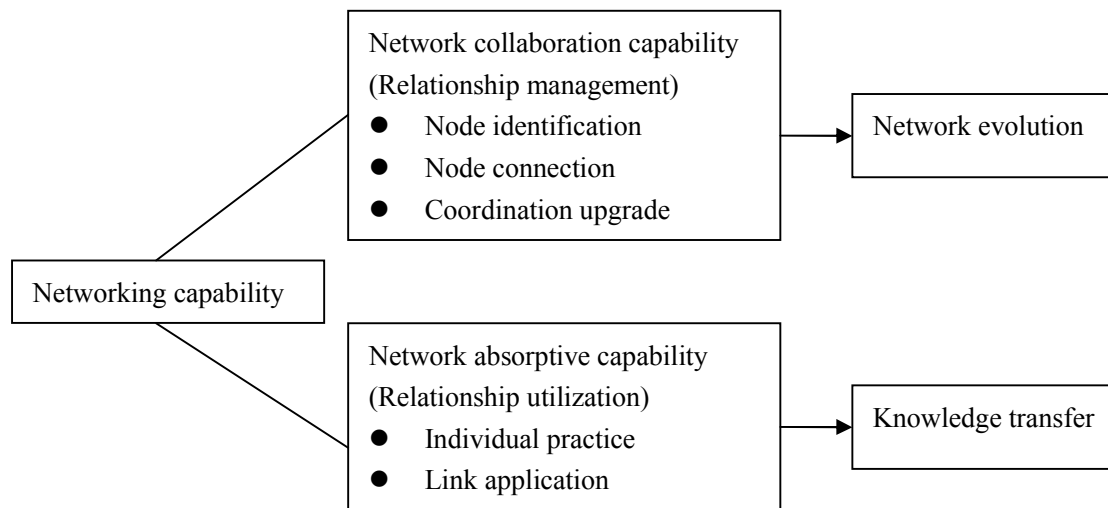 Network collaboration capability
(Relationship management)
● Node identification
● Node connection
● Coordination upgrade
Network evolution
Networking capability
Network absorptive capability
(Relationship utilization)
● Individual practice
● Link application
Knowledge transfer